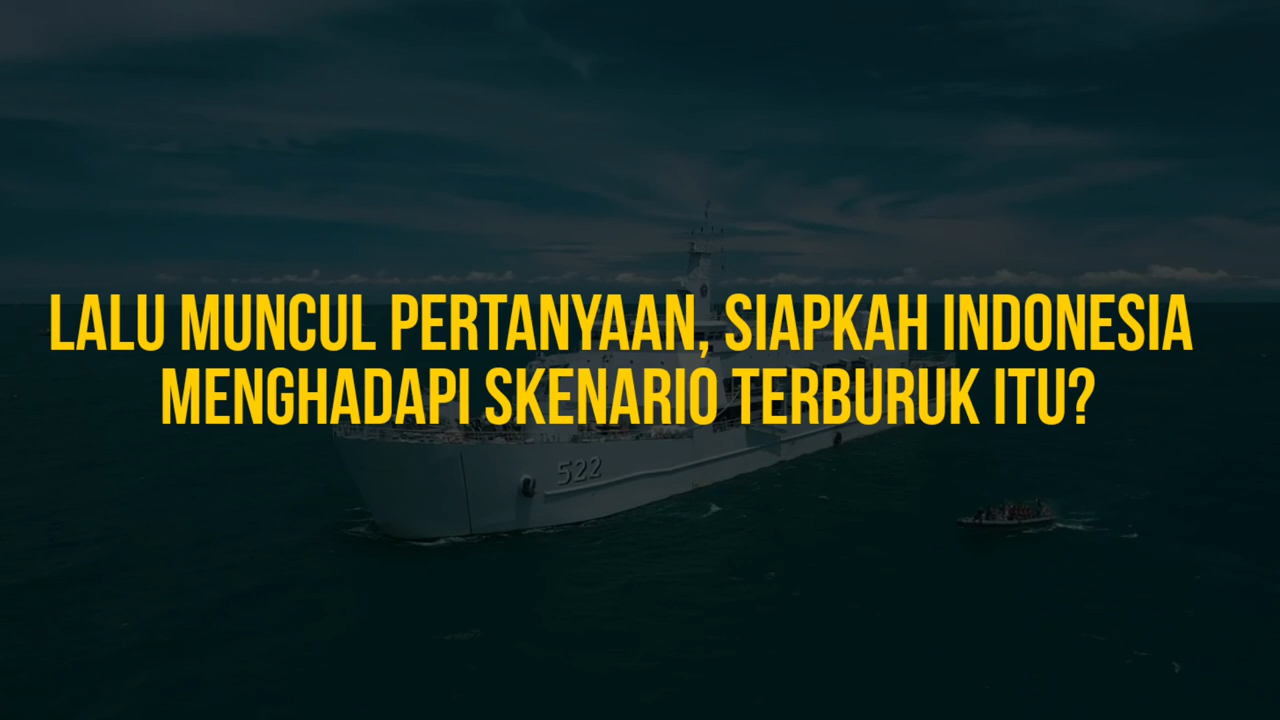 LALU MUNCUL PERTANYAAN, SIAPKAH INDONESIA
MENGHADAPI SKENARIO TERBURUK ITU?
522